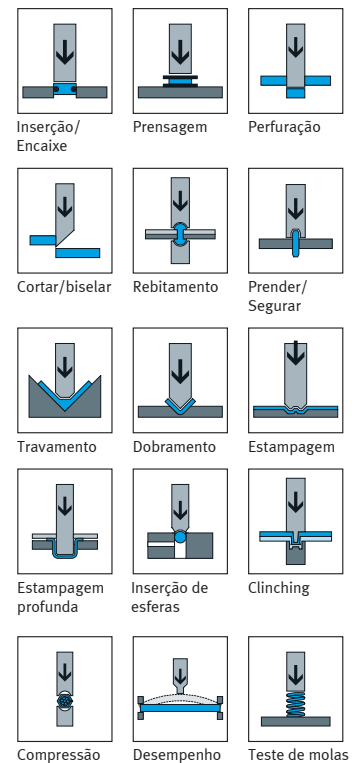 Inserção/
Encaixe
Prensagem
Perfuração
Cortar/biselar
Rebitamento
Prender/
Segurar
Travamento
Dobramento
Estampagem
Estampagem
profunda
Inserção de
esferas
Clinching
Compressão
Desempenho
Teste de molas